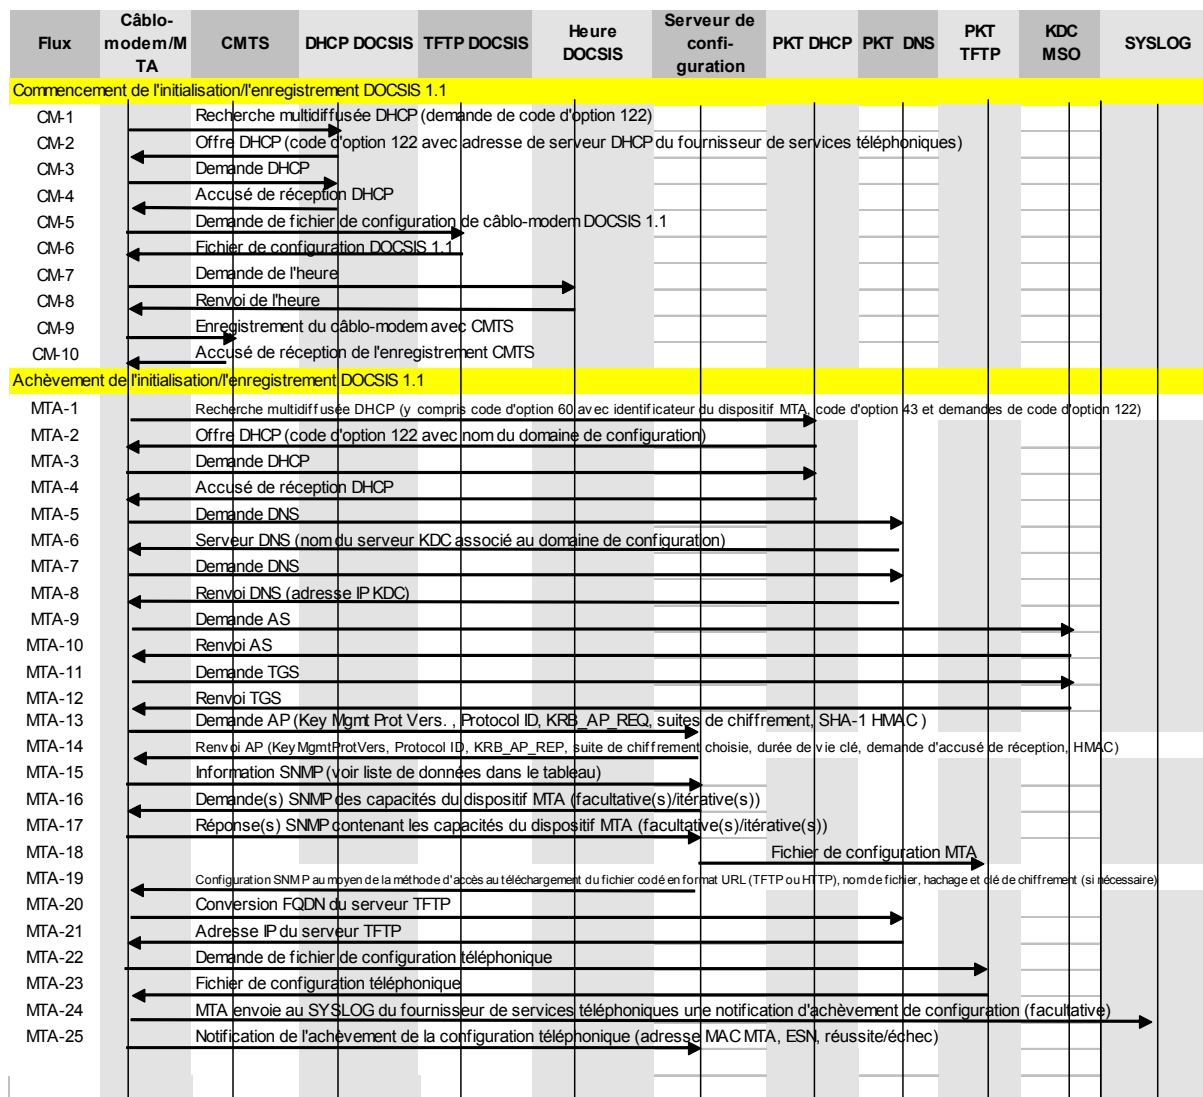 Flux Câblo-modem/MTA CMTS DHCP DOCSIS TFTP DOCSIS Heure DOCSIS Serveur de confi-guration PKT DHCP PKT DNS PKT TFTP KDC MSO SYSLOG
Commencement de l'initialisation/l'enregistrement DOCSIS 1.1
CM-1 Recherche multidiffusée DHCP (demande de code d'option 122)
CM-2 Offre DHCP (code d'option 122 avec adresse de serveur DHCP du fournisseur de services téléphoniques)
CM-3 Demande DHCP
CM-4 Accusé de réception DHCP
CM-5 Demande de fichier de configuration de câblo-modem DOCSIS 1.1
CM-6 Fichier de configuration DOCSIS 1.1
CM-7 Demande de l'heure
CM-8 Renvoi de l'heure
CM-9 Enregistrement du câblo-modem avec CMTS
CM-10 Accusé de réception de l'enregistrement CMTS
Achèvement de l'initialisation/l'enregistrement DOCSIS 1.1
MTA-1 Recherche multidiffusée DHCP (y compris code d'option 60 avec identificateur du dispositif MTA, code d'option 43 et demandes de code d'option 122)
MTA-2 Offre DHCP (code d'option 122 avec nom du domaine de configuration)
MTA-3 Demande DHCP
MTA-4 Accusé de réception DHCP
MTA-5 Demande DNS
MTA-6 Serveur DNS (nom du serveur KDC associé au domaine de configuration)
MTA-7 Demande DNS
MTA-8 Renvoi DNS (adresse IP KDC)
MTA-9 Demande AS
MTA-10 Renvoi AS
MTA-11 Demande TGS
MTA-12 Renvoi TGS
MTA-13 Demande AP (Key Mgmt Prot Vers. , Protocol ID, KRB_AP_REQ, suites de chiffrement, SHA-1 HMAC )
MTA-14 Renvoi AP (KeyMgmtProtVers, Protocol ID, KRB_AP_REP, suite de chiffrement choisie, durée de vie clé, demande d'accusé de réception, HMAC)
MTA-15 Information SNMP (voir liste de données dans le tableau)
MTA-16 Demande(s) SNMP des capacités du dispositif MTA (facultative(s)/itérative(s))
MTA-17 Réponse(s) SNMP contenant les capacités du dispositif MTA (facultative(s)/itérative(s))
MTA-18 Fichier de configuration MTA
MTA-19 Configuration SNMP au moyen de la méthode d'accès au téléchargement du fichier codé en format URL (TFTP ou HTTP), nom de fichier, hachage et clé de chiffrement (si nécessaire)
MTA-20 Conversion FQDN du serveur TFTP
MTA-21 Adresse IP du serveur TFTP
MTA-22 Demande de fichier de configuration téléphonique
MTA-23 Fichier de configuration téléphonique
MTA-24 MTA envoie au SYSLOG du fournisseur de services téléphoniques une notification d'achèvement de configuration (facultative)
MTA-25 Notification de l'achèvement de la configuration téléphonique (adresse MAC MTA, ESN, réussite/échec)